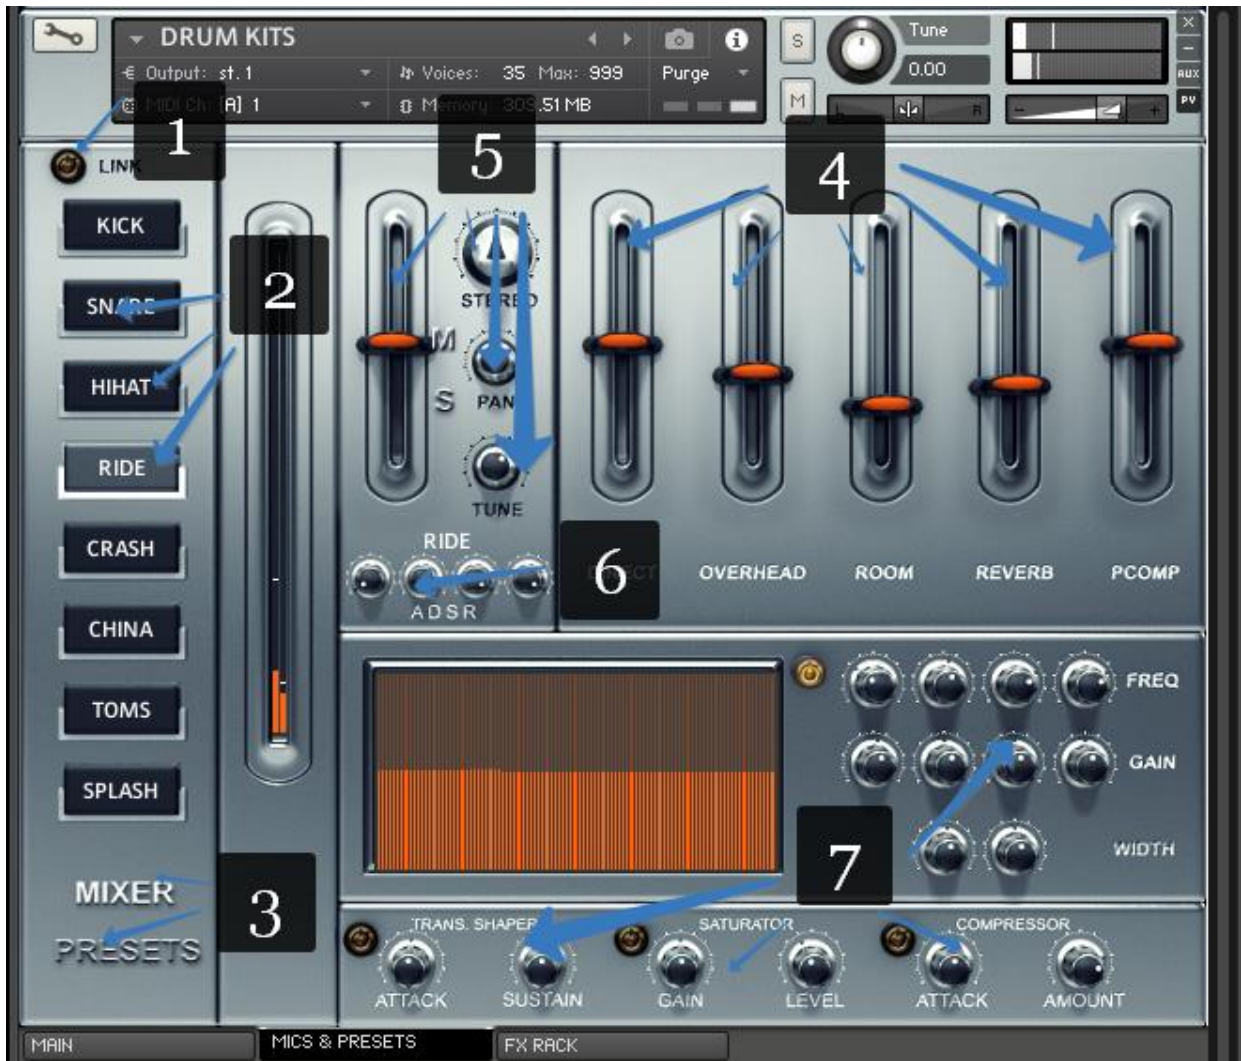 DRUM KITS
Output: st. 1
Voices: 35 Max: 999
Purge
MIDI Ch: [A] 1
Memory: 309.51 MB
S
M
Tune
0.00
L
R
- +
×
-
AUX
PV
1
5
4
LINK
KICK
2
SNARE
HIHAT
RIDE
CRASH
CHINA
TOMS
SPLASH
3
MIXER
PRESETS
STEREO
M
S
PAN
TUNE
RIDE
A D S R
6
DIRECT
OVERHEAD
ROOM
REVERB
PCOMP
FREQ
GAIN
WIDTH
7
TRANS. SHAPER
SATURATOR
COMPRESSOR
ATTACK
SUSTAIN
GAIN
LEVEL
ATTACK
AMOUNT
MAIN
MICS & PRESETS
FX RACK